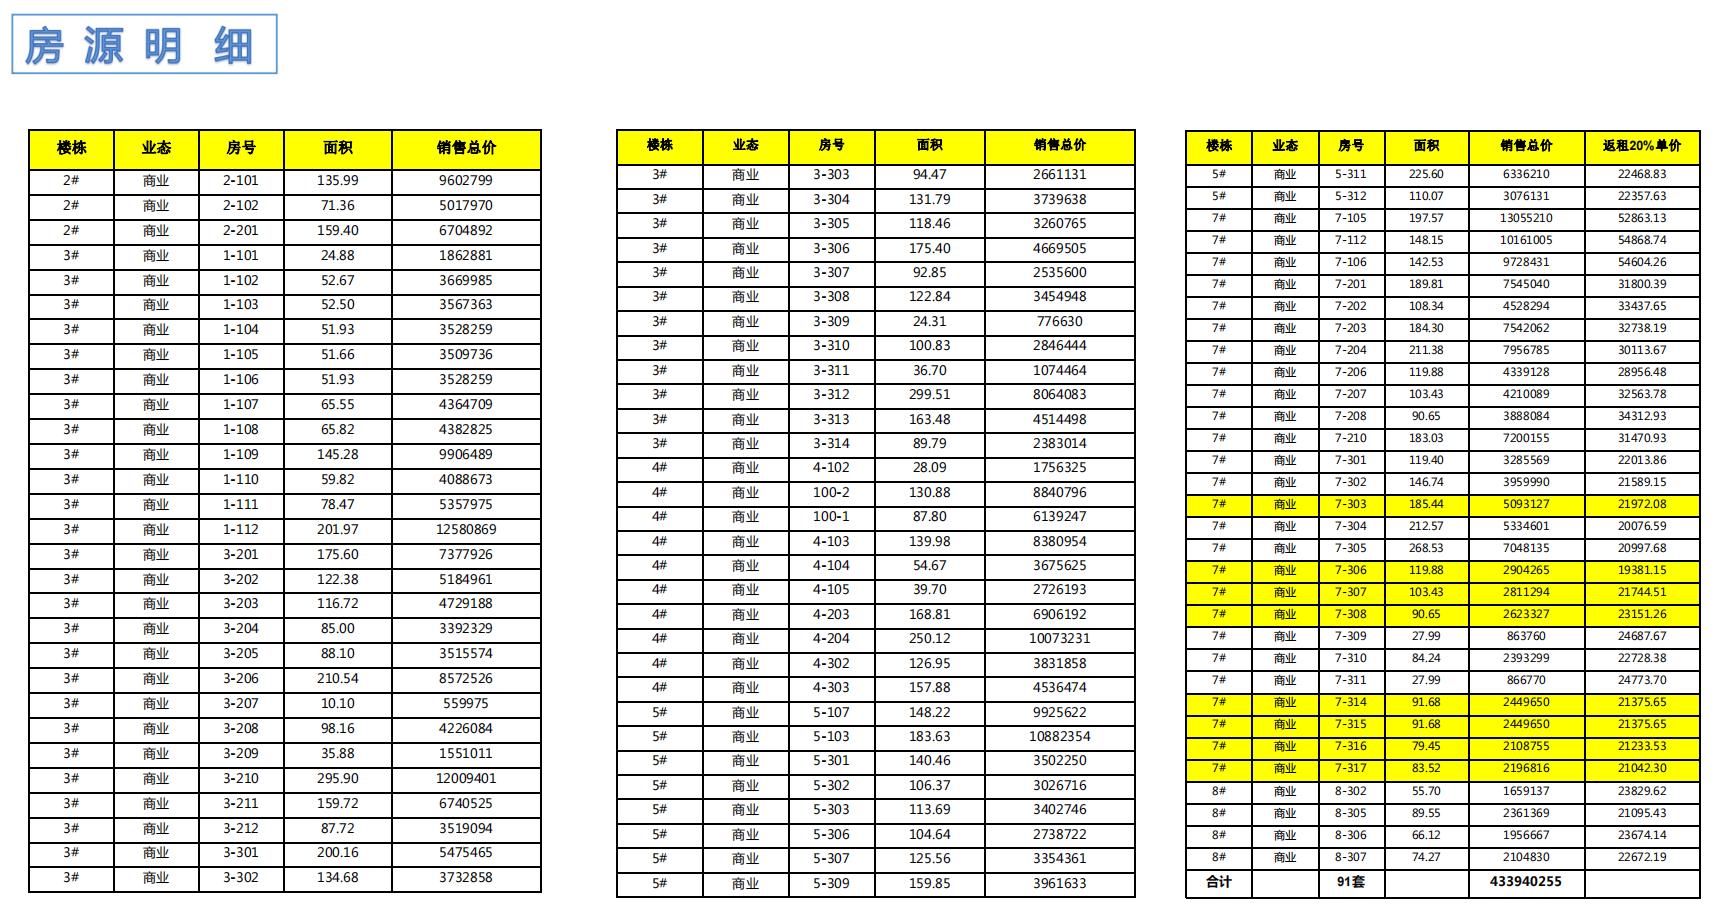 房 源 明 细
楼栋 业态 房号 面积 销售总价
2# 商业 2-101 135.99 9602799
2# 商业 2-102 71.36 5017970
2# 商业 2-201 159.40 6704892
3# 商业 1-101 24.88 1862881
3# 商业 1-102 52.67 3669985
3# 商业 1-103 52.50 3567363
3# 商业 1-104 51.93 3528259
3# 商业 1-105 51.66 3509736
3# 商业 1-106 51.93 3528259
3# 商业 1-107 65.55 4364709
3# 商业 1-108 65.82 4382825
3# 商业 1-109 145.28 9906489
3# 商业 1-110 59.82 4088673
3# 商业 1-111 78.47 5357975
3# 商业 1-112 201.97 12580869
3# 商业 3-201 175.60 7377926
3# 商业 3-202 122.38 5184961
3# 商业 3-203 116.72 4729188
3# 商业 3-204 85.00 3392329
3# 商业 3-205 88.10 3515574
3# 商业 3-206 210.54 8572526
3# 商业 3-207 10.10 559975
3# 商业 3-208 98.16 4226084
3# 商业 3-209 35.88 1551011
3# 商业 3-210 295.90 12009401
3# 商业 3-211 159.72 6740525
3# 商业 3-212 87.72 3519094
3# 商业 3-301 200.16 5475465
3# 商业 3-302 134.68 3732858
楼栋 业态 房号 面积 销售总价
3# 商业 3-303 94.47 2661131
3# 商业 3-304 131.79 3739638
3# 商业 3-305 118.46 3260765
3# 商业 3-306 175.40 4669505
3# 商业 3-307 92.85 2535600
3# 商业 3-308 122.84 3454948
3# 商业 3-309 24.31 776630
3# 商业 3-310 100.83 2846444
3# 商业 3-311 36.70 1074464
3# 商业 3-312 299.51 8064083
3# 商业 3-313 163.48 4514498
3# 商业 3-314 89.79 2383014
4# 商业 4-102 28.09 1756325
4# 商业 100-2 130.88 8840796
4# 商业 100-1 87.80 6139247
4# 商业 4-103 139.98 8380954
4# 商业 4-104 54.67 3675625
4# 商业 4-105 39.70 2726193
4# 商业 4-203 168.81 6906192
4# 商业 4-204 250.12 10073231
4# 商业 4-302 126.95 3831858
4# 商业 4-303 157.88 4536474
5# 商业 5-107 148.22 9925622
5# 商业 5-103 183.63 10882354
5# 商业 5-301 140.46 3502250
5# 商业 5-302 106.37 3026716
5# 商业 5-303 113.69 3402746
5# 商业 5-306 104.64 2738722
5# 商业 5-307 125.56 3354361
5# 商业 5-309 159.85 3961633
楼栋 业态 房号 面积 销售总价 返租20%单价
5# 商业 5-311 225.60 6336210 22468.83
5# 商业 5-312 110.07 3076131 22357.63
7# 商业 7-105 197.57 13055210 52863.13
7# 商业 7-112 148.15 10161005 54868.74
7# 商业 7-106 142.53 9728431 54604.26
7# 商业 7-201 189.81 7545040 31800.39
7# 商业 7-202 108.34 4528294 33437.65
7# 商业 7-203 184.30 7542062 32738.19
7# 商业 7-204 211.38 7956785 30113.67
7# 商业 7-206 119.88 4339128 28956.48
7# 商业 7-207 103.43 4210089 32563.78
7# 商业 7-208 90.65 3888084 34312.93
7# 商业 7-210 183.03 7200155 31470.93
7# 商业 7-301 119.40 3285569 22013.86
7# 商业 7-302 146.74 3959990 21589.15
7# 商业 7-303 185.44 5093127 21972.08
7# 商业 7-304 212.57 5334601 20076.59
7# 商业 7-305 268.53 7048135 20997.68
7# 商业 7-306 119.88 2904265 19381.15
7# 商业 7-307 103.43 2811294 21744.51
7# 商业 7-308 90.65 2623327 23151.26
7# 商业 7-309 27.99 863760 24687.67
7# 商业 7-310 84.24 2393299 22728.38
7# 商业 7-311 27.99 866770 24773.70
7# 商业 7-314 91.68 2449650 21375.65
7# 商业 7-315 91.68 2449650 21375.65
7# 商业 7-316 79.45 2108755 21233.53
7# 商业 7-317 83.52 2196816 21042.30
8# 商业 8-302 55.70 1659137 23829.62
8# 商业 8-305 89.55 2361369 21095.43
8# 商业 8-306 66.12 1956667 23674.14
8# 商业 8-307 74.27 2104830 22672.19
合计 91套 433940255